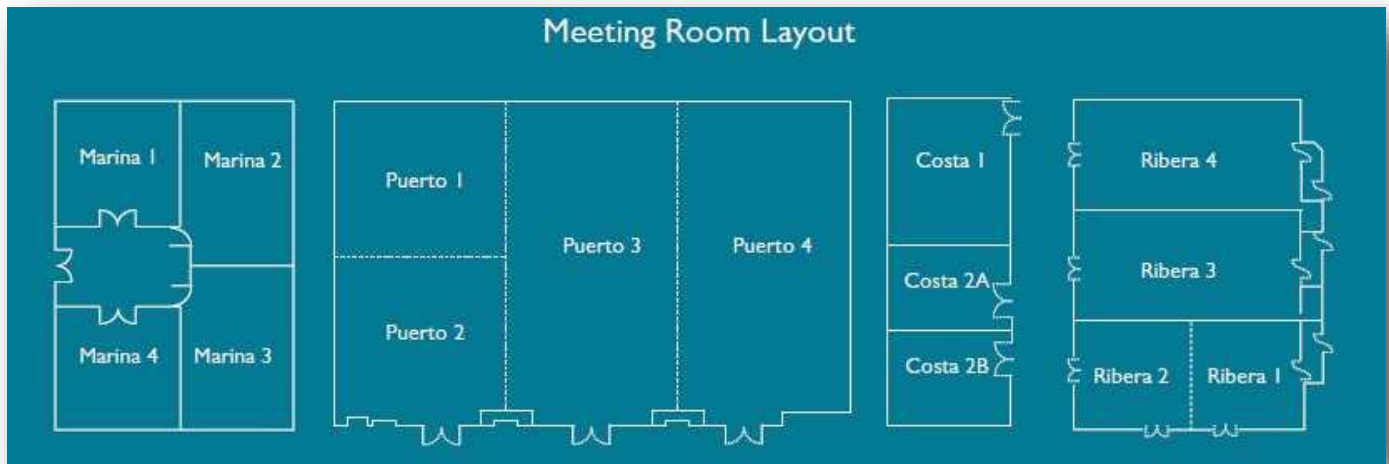 Meeting Room Layout
Marina 1
Marina 2
Marina 4
Marina 3
Puerto 1
Puerto 2
Puerto 3
Puerto 4
Costa 1
Costa 2A
Costa 2B
Ribera 4
Ribera 3
Ribera 2
Ribera 1